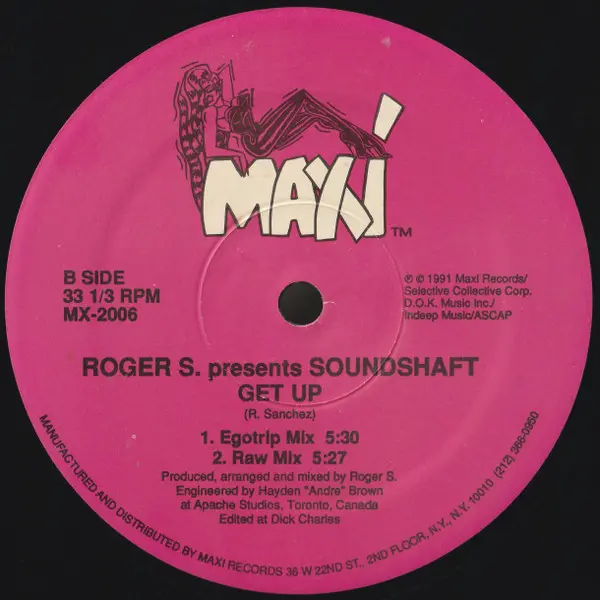 MAXI
TM
B SIDE
33 1/3 RPM
MX-2006
℗ © 1991 Maxi Records/
Selective Collective Corp.
D.O.K. Music Inc./
Indeep Music/ASCAP
ROGER S. presents SOUNDSHAFT
GET UP
(R. Sanchez)
1. Egotrip Mix 5:30
2. Raw Mix 5:27
Produced, arranged and mixed by Roger S.
Engineered by Hayden "Andre" Brown
at Apache Studios, Toronto, Canada
Edited at Dick Charles
MANUFACTURED AND DISTRIBUTED BY MAXI RECORDS 36 W 22ND ST., 2ND FLOOR, N.Y., N.Y. 10010 (212) 366-0950